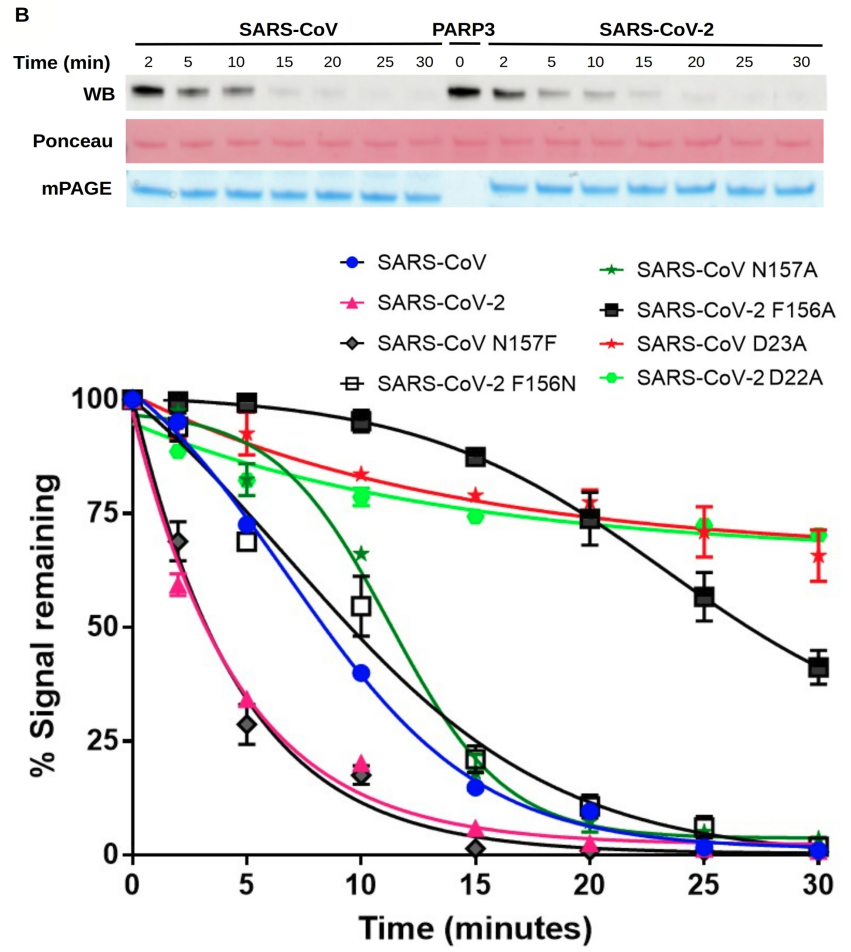 B
SARS-CoV PARP3 SARS-CoV-2
Time (min) 2 5 10 15 20 25 30 0 2 5 10 15 20 25 30
WB
Ponceau
mPAGE
SARS-CoV
SARS-CoV-2
SARS-CoV N157F
SARS-CoV-2 F156N
SARS-CoV N157A
SARS-CoV-2 F156A
SARS-CoV D23A
SARS-CoV-2 D22A
% Signal remaining
100
75
50
25
0
0 5 10 15 20 25 30
Time (minutes)